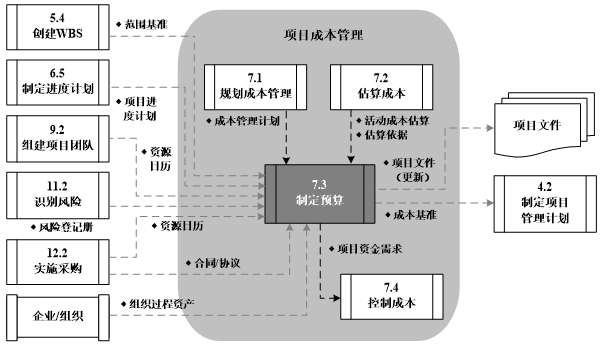 5.4
创建WBS
范围基准
项目成本管理
6.5
制定进度计划
项目进
度计划
7.1
规划成本管理
7.2
估算成本
成本管理计划
活动成本估算
估算依据
9.2
组建项目团队
资源
日历
项目文件
项目文件
（更新）
7.3
制定预算
11.2
识别风险
风险登记册
资源日历
成本基准
4.2
制定项目
管理计划
12.2
实施采购
合同/协议
项目资金需求
企业/组织
组织过程资产
7.4
控制成本